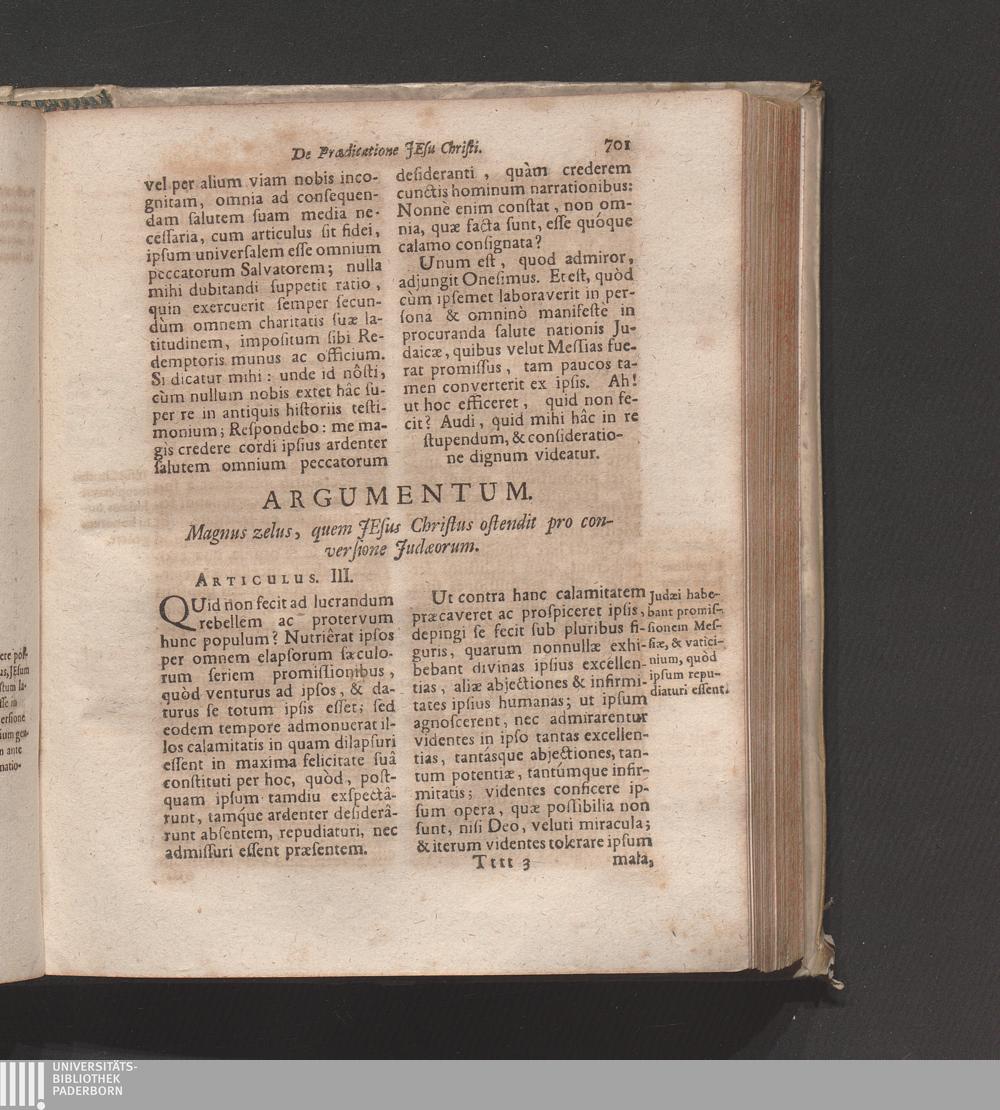 De Prædicatione JEſu Chriſti.
701
vel per alium viam nobis inco-
gnitam, omnia ad conſequen-
dam ſalutem ſuam media ne-
ceſſaria, cum articulus ſit fidei,
ipſum univerſalem eſſe omnium
peccatorum Salvatorem; nulla
mihi dubitandi ſuppetit ratio,
quin exercuerit ſemper ſecun-
dùm omnem charitatis ſuæ la-
titudinem, impoſitum ſibi Re-
demptoris munus ac officium.
Si dicatur mihi: unde id nôſti,
cùm nullum nobis extet hâc ſu-
per re in antiquis hiſtoriis teſti-
monium; Reſpondebo: me ma-
gis credere cordi ipſius ardenter
ſalutem omnium peccatorum
deſideranti, quàm crederem
cunctis hominum narrationibus:
Nonnè enim conſtat, non om-
nia, quæ facta ſunt, eſſe quóque
calamo conſignata?
Unum eſt, quod admiror,
adjungit Oneſimus. Et eſt, quòd
cùm ipſemet laboraverit in per-
ſona & omninò manifeſte in
procuranda ſalute nationis Ju-
daicæ, quibus velut Meſſias fue-
rat promiſſus, tam paucos ta-
men converterit ex ipſis. Ah!
ut hoc efficeret, quid non fe-
cit? Audi, quid mihi hâc in re
ſtupendum, & conſideratio-
ne dignum videatur.
ARGUMENTUM.
Magnus zelus, quem JEſus Chriſtus oſtendit pro con-
verſione Judæorum.
ARTICULUS. III.
QUid non fecit ad lucrandum
rebellem ac protervum
hunc populum? Nutriêrat ipſos
per omnem elapſorum ſæculo-
rum ſeriem promiſſionibus,
quòd venturus ad ipſos, & da-
turus ſe totum ipſis eſſet; ſed
eodem tempore admonuerat il-
los calamitatis in quam dilapſuri
eſſent in maxima felicitate ſuâ
conſtituti per hoc, quòd, poſt-
quam ipſum tamdiu exſpectâ-
runt, tamque ardenter deſiderâ-
runt abſentem, repudiaturi, nec
admiſſuri eſſent præſentem.
Ut contra hanc calamitatem
præcaveret ac proſpiceret ipſis,
depingi ſe fecit ſub pluribus fi-
guris, quarum nonnullæ exhi-
bebant divinas ipſius excellen-
tias, aliæ abjectiones & infirmi-
tates ipſius humanas; ut ipſum
agnoſcerent, nec admirarentur
videntes in ipſo tantas excellen-
tias, tantasque abjectiones, tan-
tum potentiæ, tantúmque infir-
mitatis; videntes conficere ip-
ſum opera, quæ poſſibilia non
ſunt, niſi Deo, veluti miracula;
& iterum videntes tolerare ipſum
Judæi habe-
bant promiſ-
ſionem Meſ-
ſiæ, & vatici-
nium, quòd
ipſum repu-
diaturi eſſent.
Tttt 3
mala,
UNIVERSITÄTS-
BIBLIOTHEK
PADERBORN